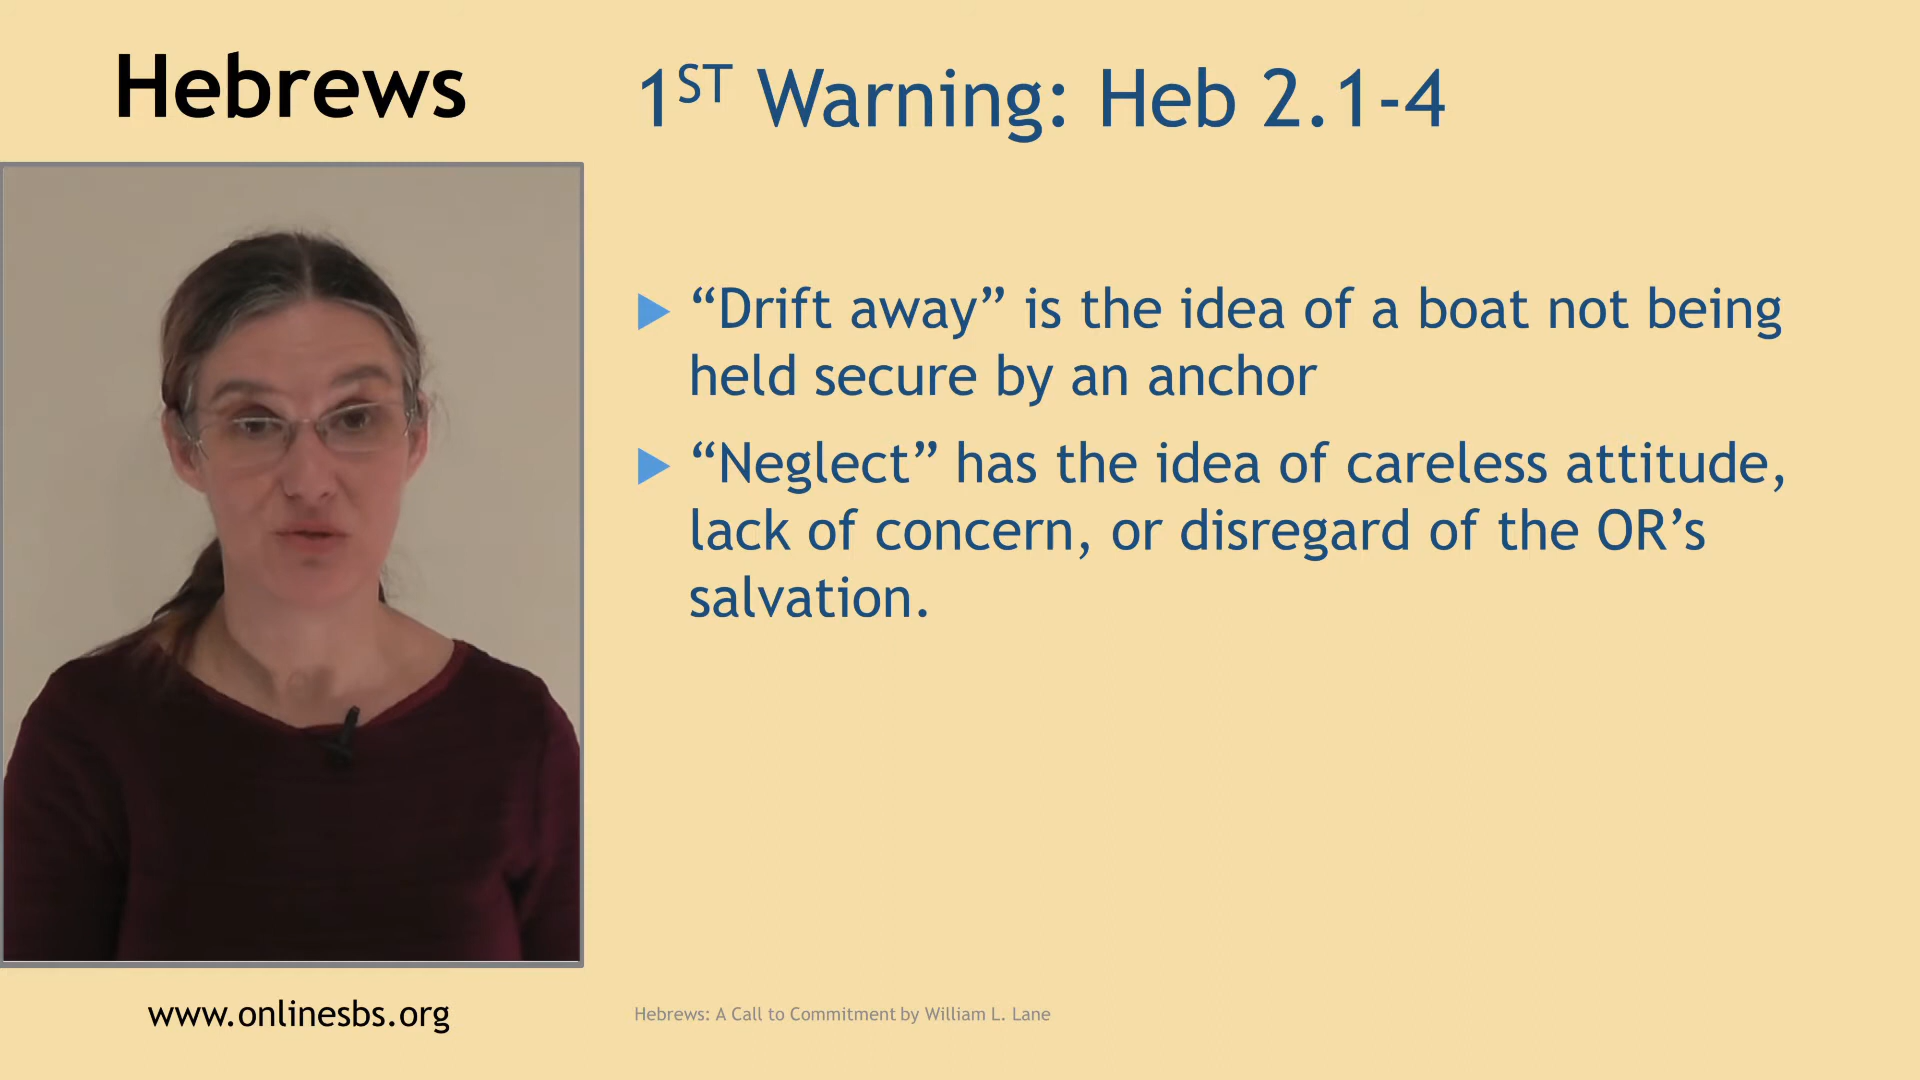 Hebrews
1ST Warning: Heb 2.1-4
“Drift away” is the idea of a boat not being
held secure by an anchor
“Neglect” has the idea of careless attitude,
lack of concern, or disregard of the OR’s
salvation.
www.onlinesbs.org
Hebrews: A Call to Commitment by William L. Lane